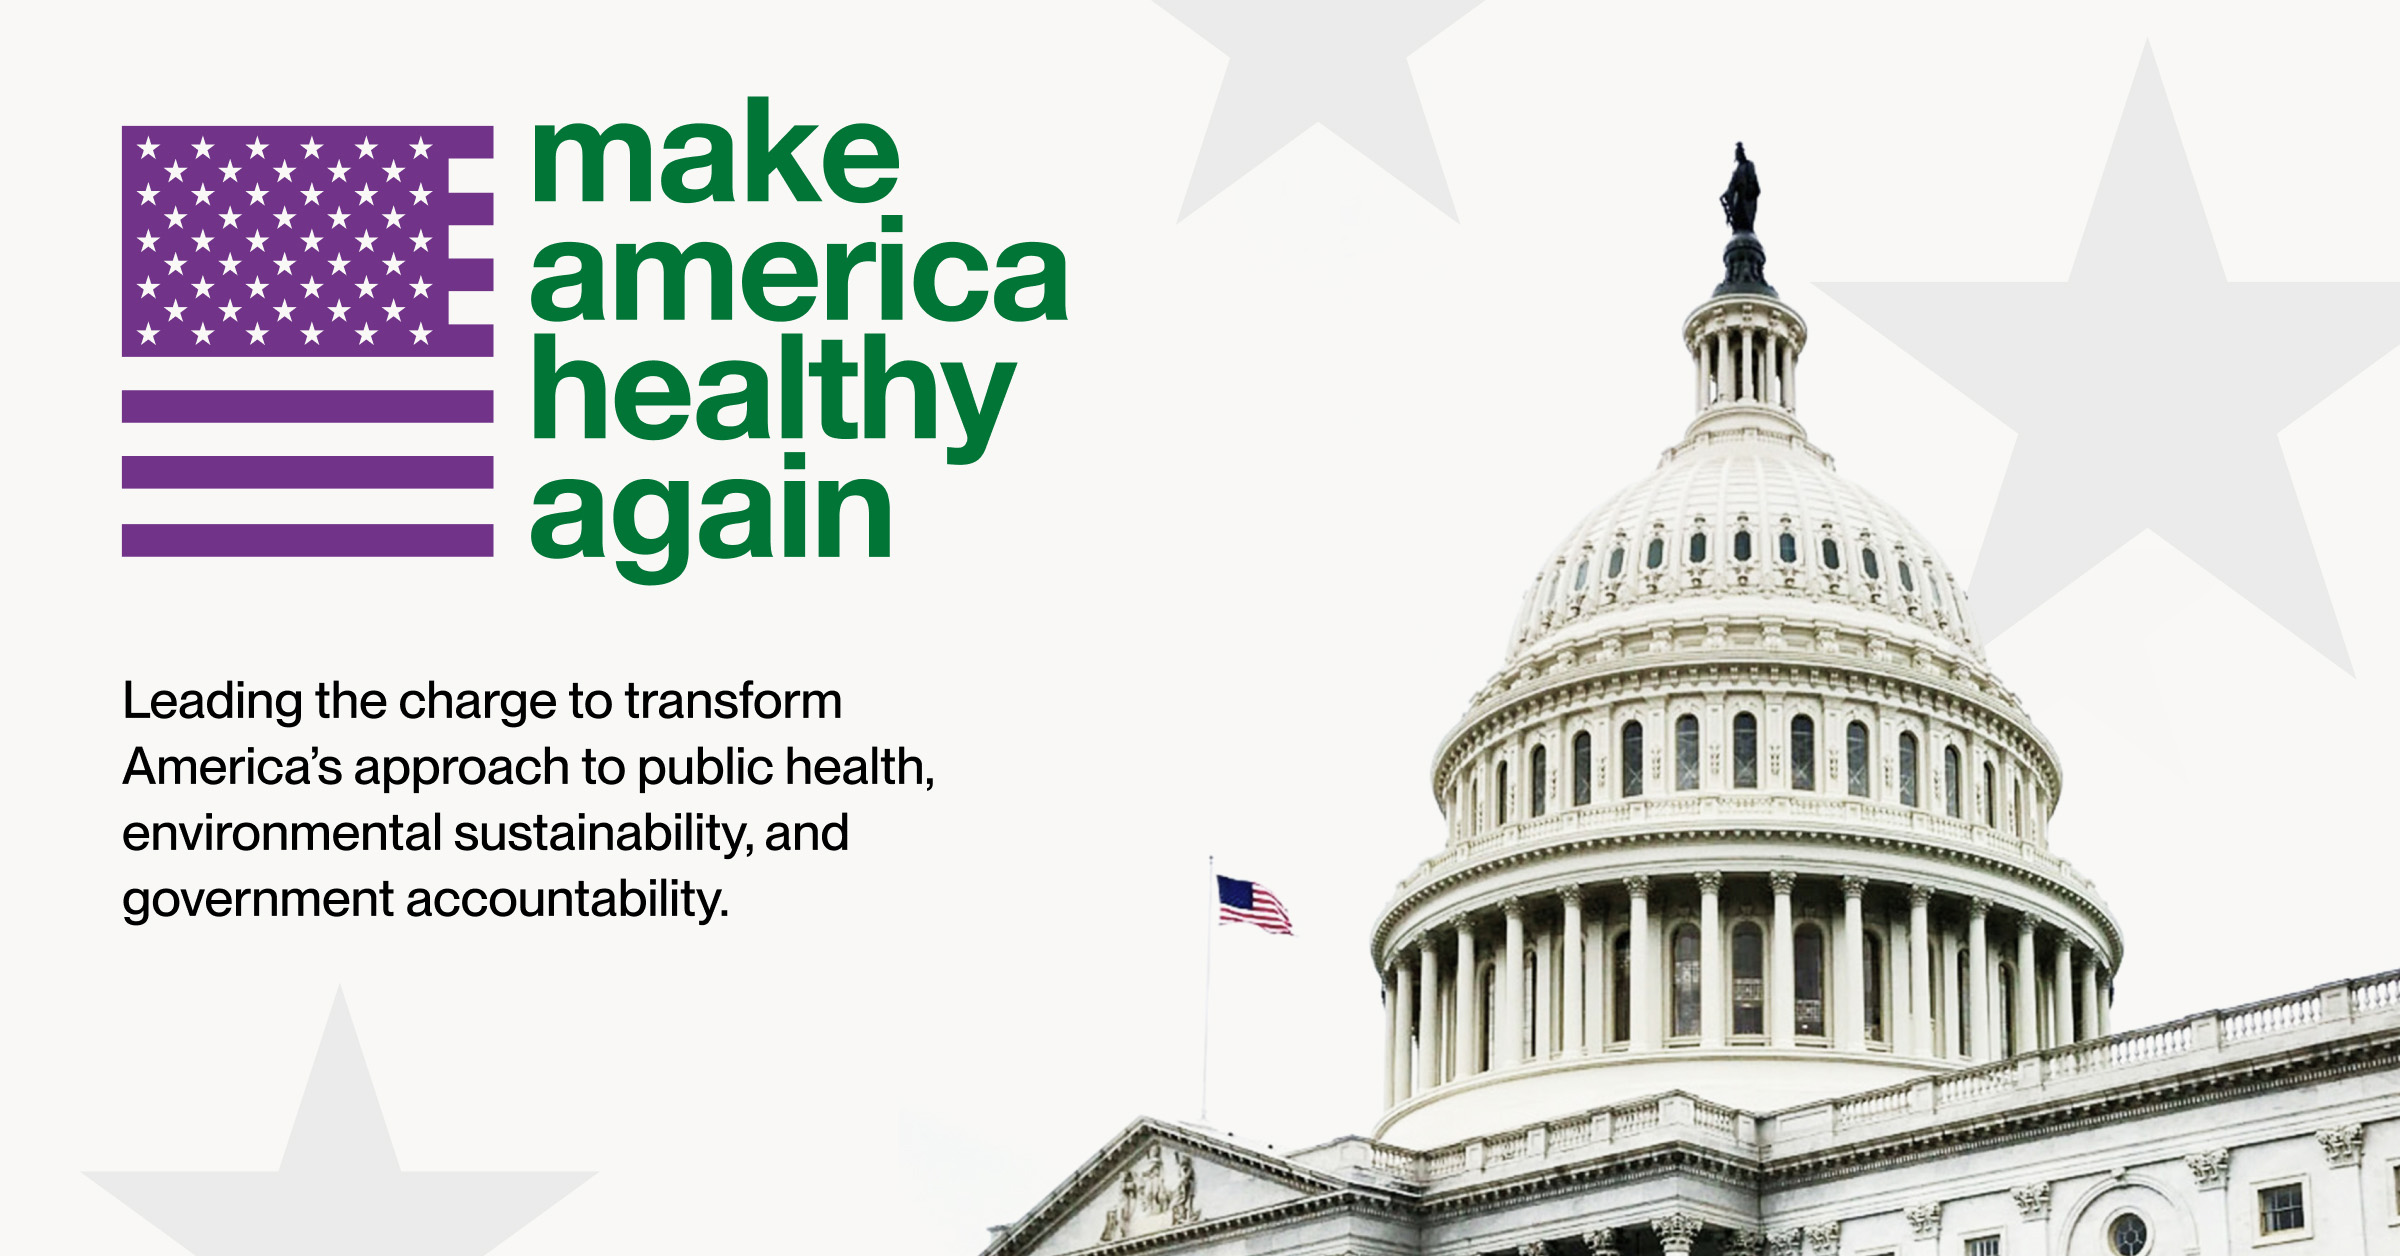 make
america
healthy
again
Leading the charge to transform
America’s approach to public health,
environmental sustainability, and
government accountability.